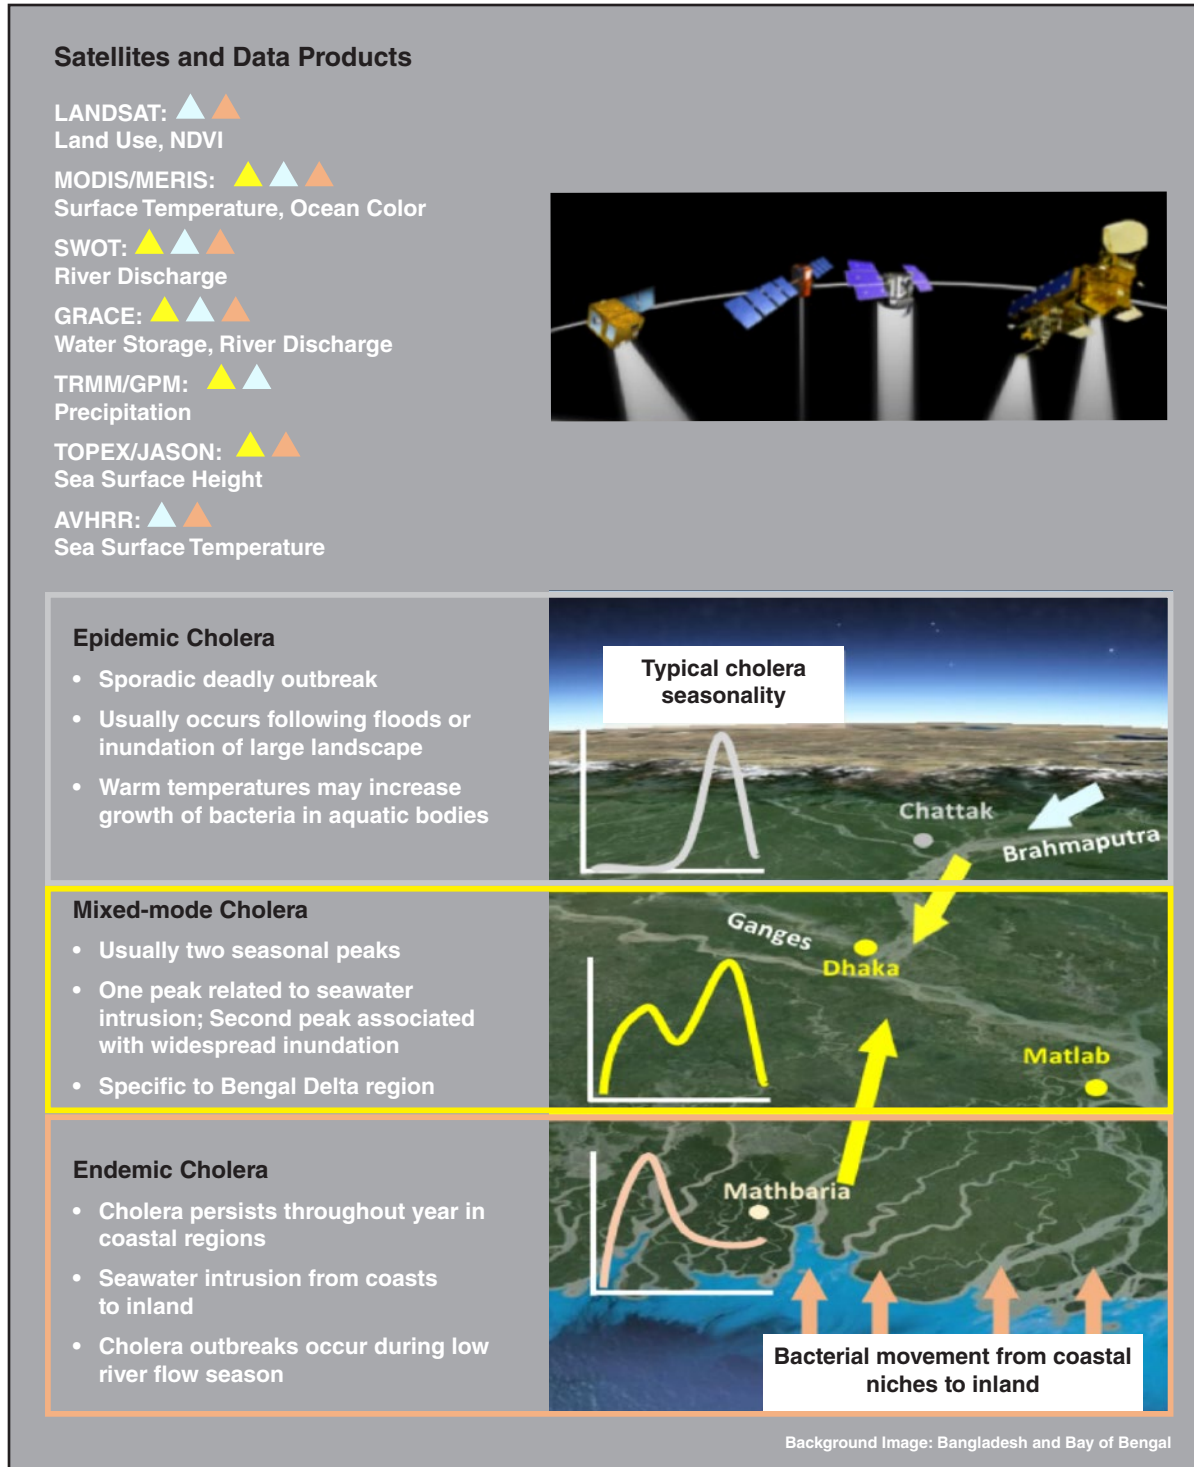 Satellites and Data Products
LANDSAT:
Land Use, NDVI
MODIS/MERIS:
Surface Temperature, Ocean Color
SWOT:
River Discharge
GRACE:
Water Storage, River Discharge
TRMM/GPM:
Precipitation
TOPEX/JASON:
Sea Surface Height
AVHRR:
Sea Surface Temperature
Epidemic Cholera
• Sporadic deadly outbreak
• Usually occurs following floods or
inundation of large landscape
• Warm temperatures may increase
growth of bacteria in aquatic bodies
Typical cholera
seasonality
Chattak
Brahmaputra
Mixed-mode Cholera
• Usually two seasonal peaks
• One peak related to seawater
intrusion; Second peak associated
with widespread inundation
• Specific to Bengal Delta region
Ganges
Dhaka
Matlab
Endemic Cholera
• Cholera persists throughout year in
coastal regions
• Seawater intrusion from coasts
to inland
• Cholera outbreaks occur during low
river flow season
Mathbaria
Bacterial movement from coastal
niches to inland
Background Image: Bangladesh and Bay of Bengal